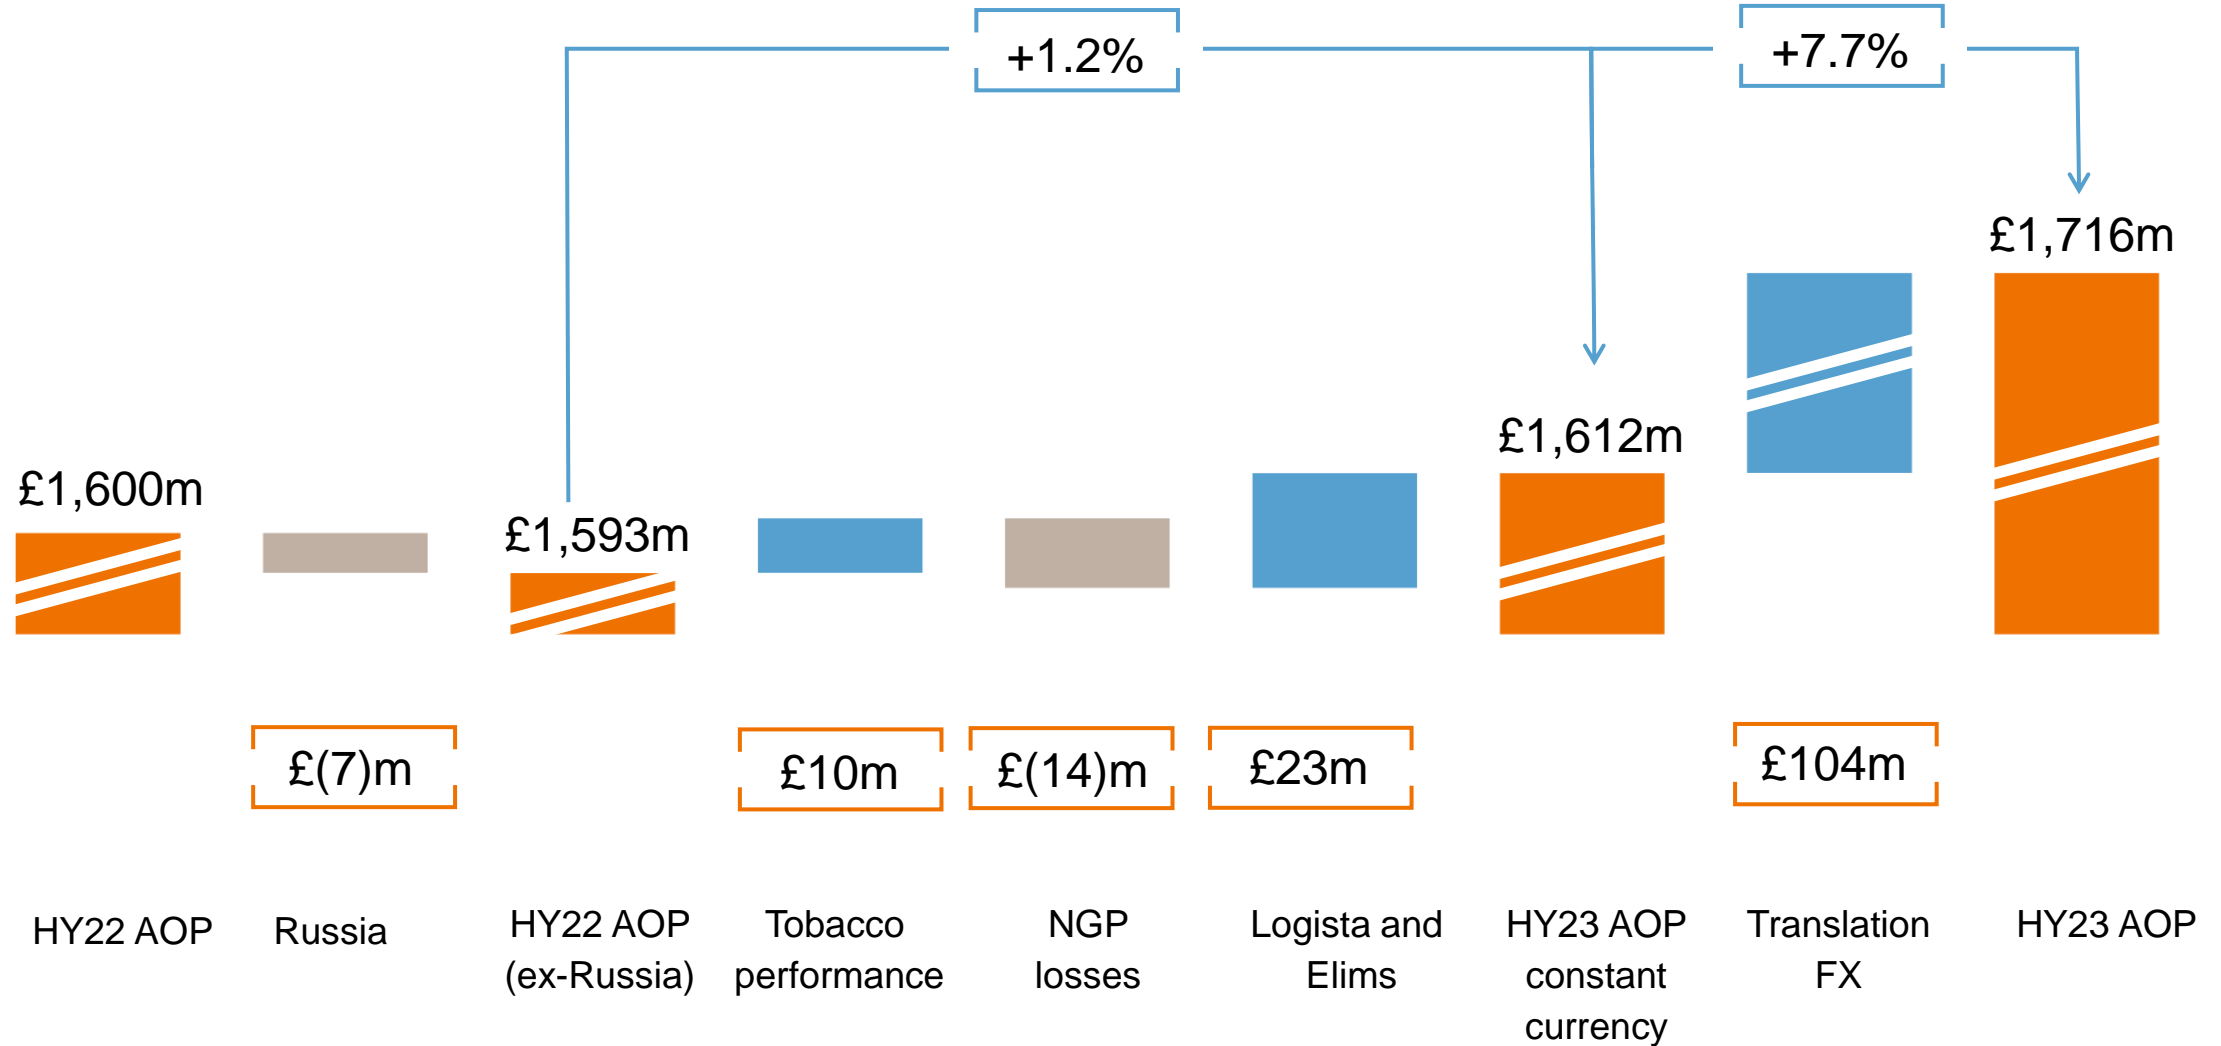 +1.2%
+7.7%
£1,716m
£1,612m
£1,600m
£1,593m
£(7)m
£10m
£(14)m
£23m
£104m
HY22 AOP
Russia
HY22 AOP
(ex-Russia)
Tobacco
performance
NGP
losses
Logista and
Elims
HY23 AOP
constant
currency
Translation
FX
HY23 AOP